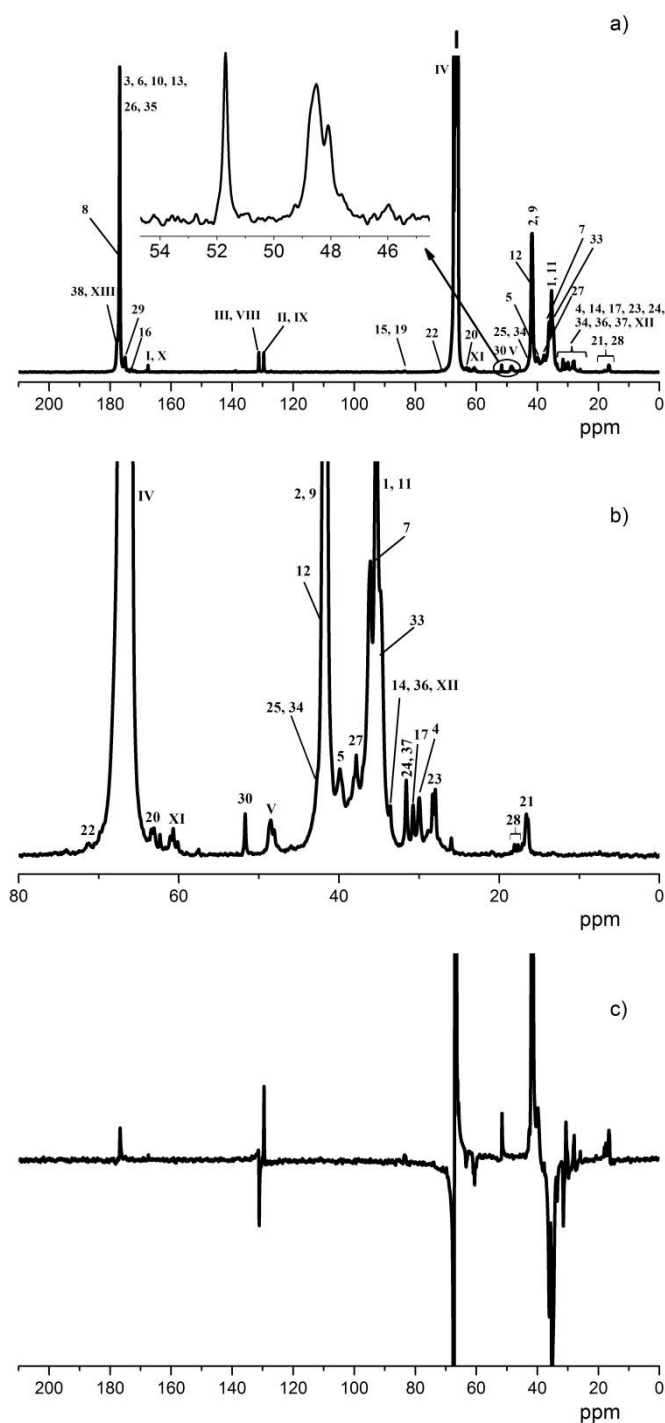 a)
IV
3, 6, 10, 13,
26, 35
8
38, XIII
29
16
I, X
III, VIII
II, IX
15, 19
22
20
XI
30 V
25, 34
5
12
2, 9
1, 11
7
33
27
4, 14, 17, 23, 24,
34, 36, 37, XII
21, 28
54 52 50 48 46
210 200 180 160 140 120 100 80 60 40 20 0
ppm
b)
IV
2, 9
1, 11
7
12
33
14, 36, XII
25, 34
5
27
24, 37
17
4
23
22
20
XI
30
V
28
21
80 60 40 20 0
ppm
c)
210 200 180 160 140 120 100 80 60 40 20 0
ppm